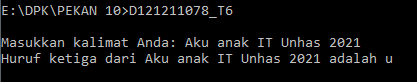 E:\DPK\PEKAN 10>D121211078_T6
Masukkan kalimat Anda: Aku anak IT Unhas 2021
Huruf ketiga dari Aku anak IT Unhas 2021 adalah u